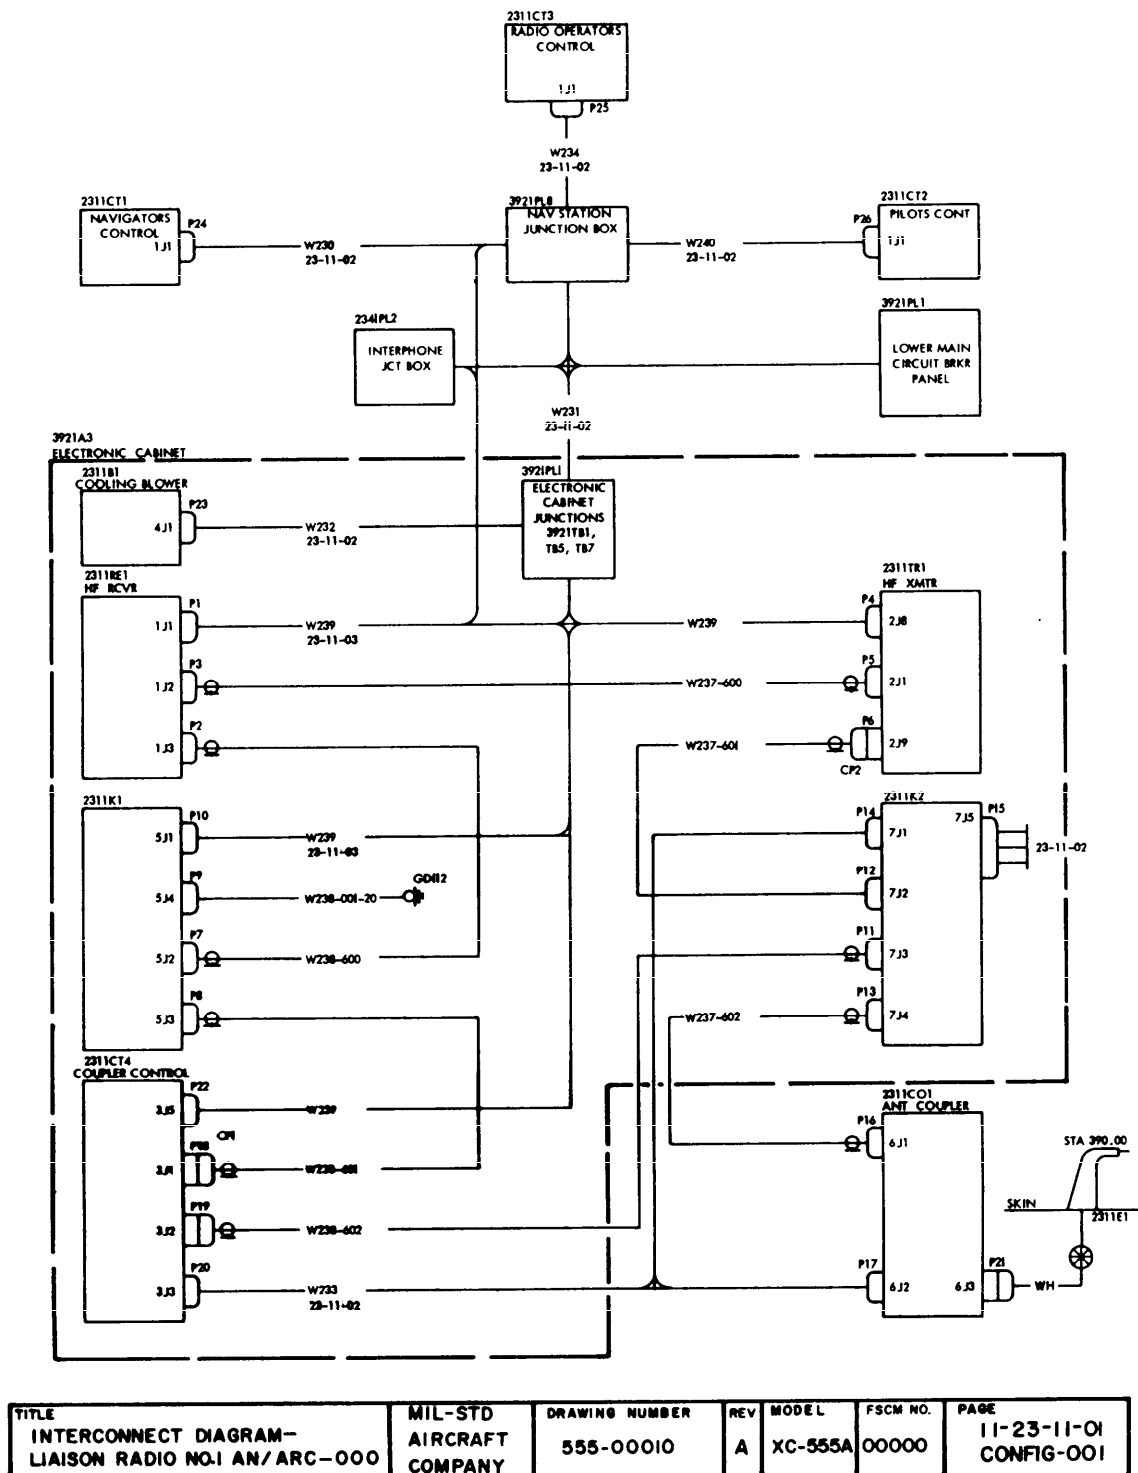 2311CT3
RADIO OPERATORS
CONTROL
1J1
P25
W234
23-11-02
2311CT1
NAVIGATORS
CONTROL
1J1
P24
W230
23-11-02
3921PL8
NAV STATION
JUNCTION BOX
W240
23-11-02
2311CT2
P26
PILOTS CONT
1J1
2341PL2
INTERPHONE
JCT BOX
3921PL1
LOWER MAIN
CIRCUIT BRKR
PANEL
W231
23-11-02
3921A3
ELECTRONIC CABINET
2311B1
COOLING BLOWER
P23
4J1
W232
23-11-02
3921PL1
ELECTRONIC
CABINET
JUNCTIONS
3921TB1,
TB5, TB7
2311RE1
HF RCVR
P1
1J1
W239
23-11-03
P3
1J2
P2
1J3
W239
W237-600
W237-601
2311TR1
HF XMTR
P4
2J8
P5
2J1
P6
2J9
CP2
2311K1
P10
5J1
W239
23-11-03
P9
5J4
W238-001-20
GD112
P7
5J2
W238-600
P8
5J3
2311K2
P14
7J1
7J5
P15
23-11-02
P12
7J2
P11
7J3
P13
7J4
W237-602
2311CT4
COUPLER CONTROL
P22
3J5
W239
CP1
P18
3J1
W238-601
P19
3J2
W238-602
P20
3J3
W233
23-11-02
2311CO1
ANT COUPLER
P16
6J1
P17
6J2
P21
6J3
WH
STA 390.00
SKIN
2311E1
TITLE
INTERCONNECT DIAGRAM-
LIAISON RADIO NO.1 AN/ARC-000
MIL-STD
AIRCRAFT
COMPANY
DRAWING NUMBER
555-00010
REV
A
MODEL
XC-555A
FSCM NO.
00000
PAGE
11-23-11-01
CONFIG-001